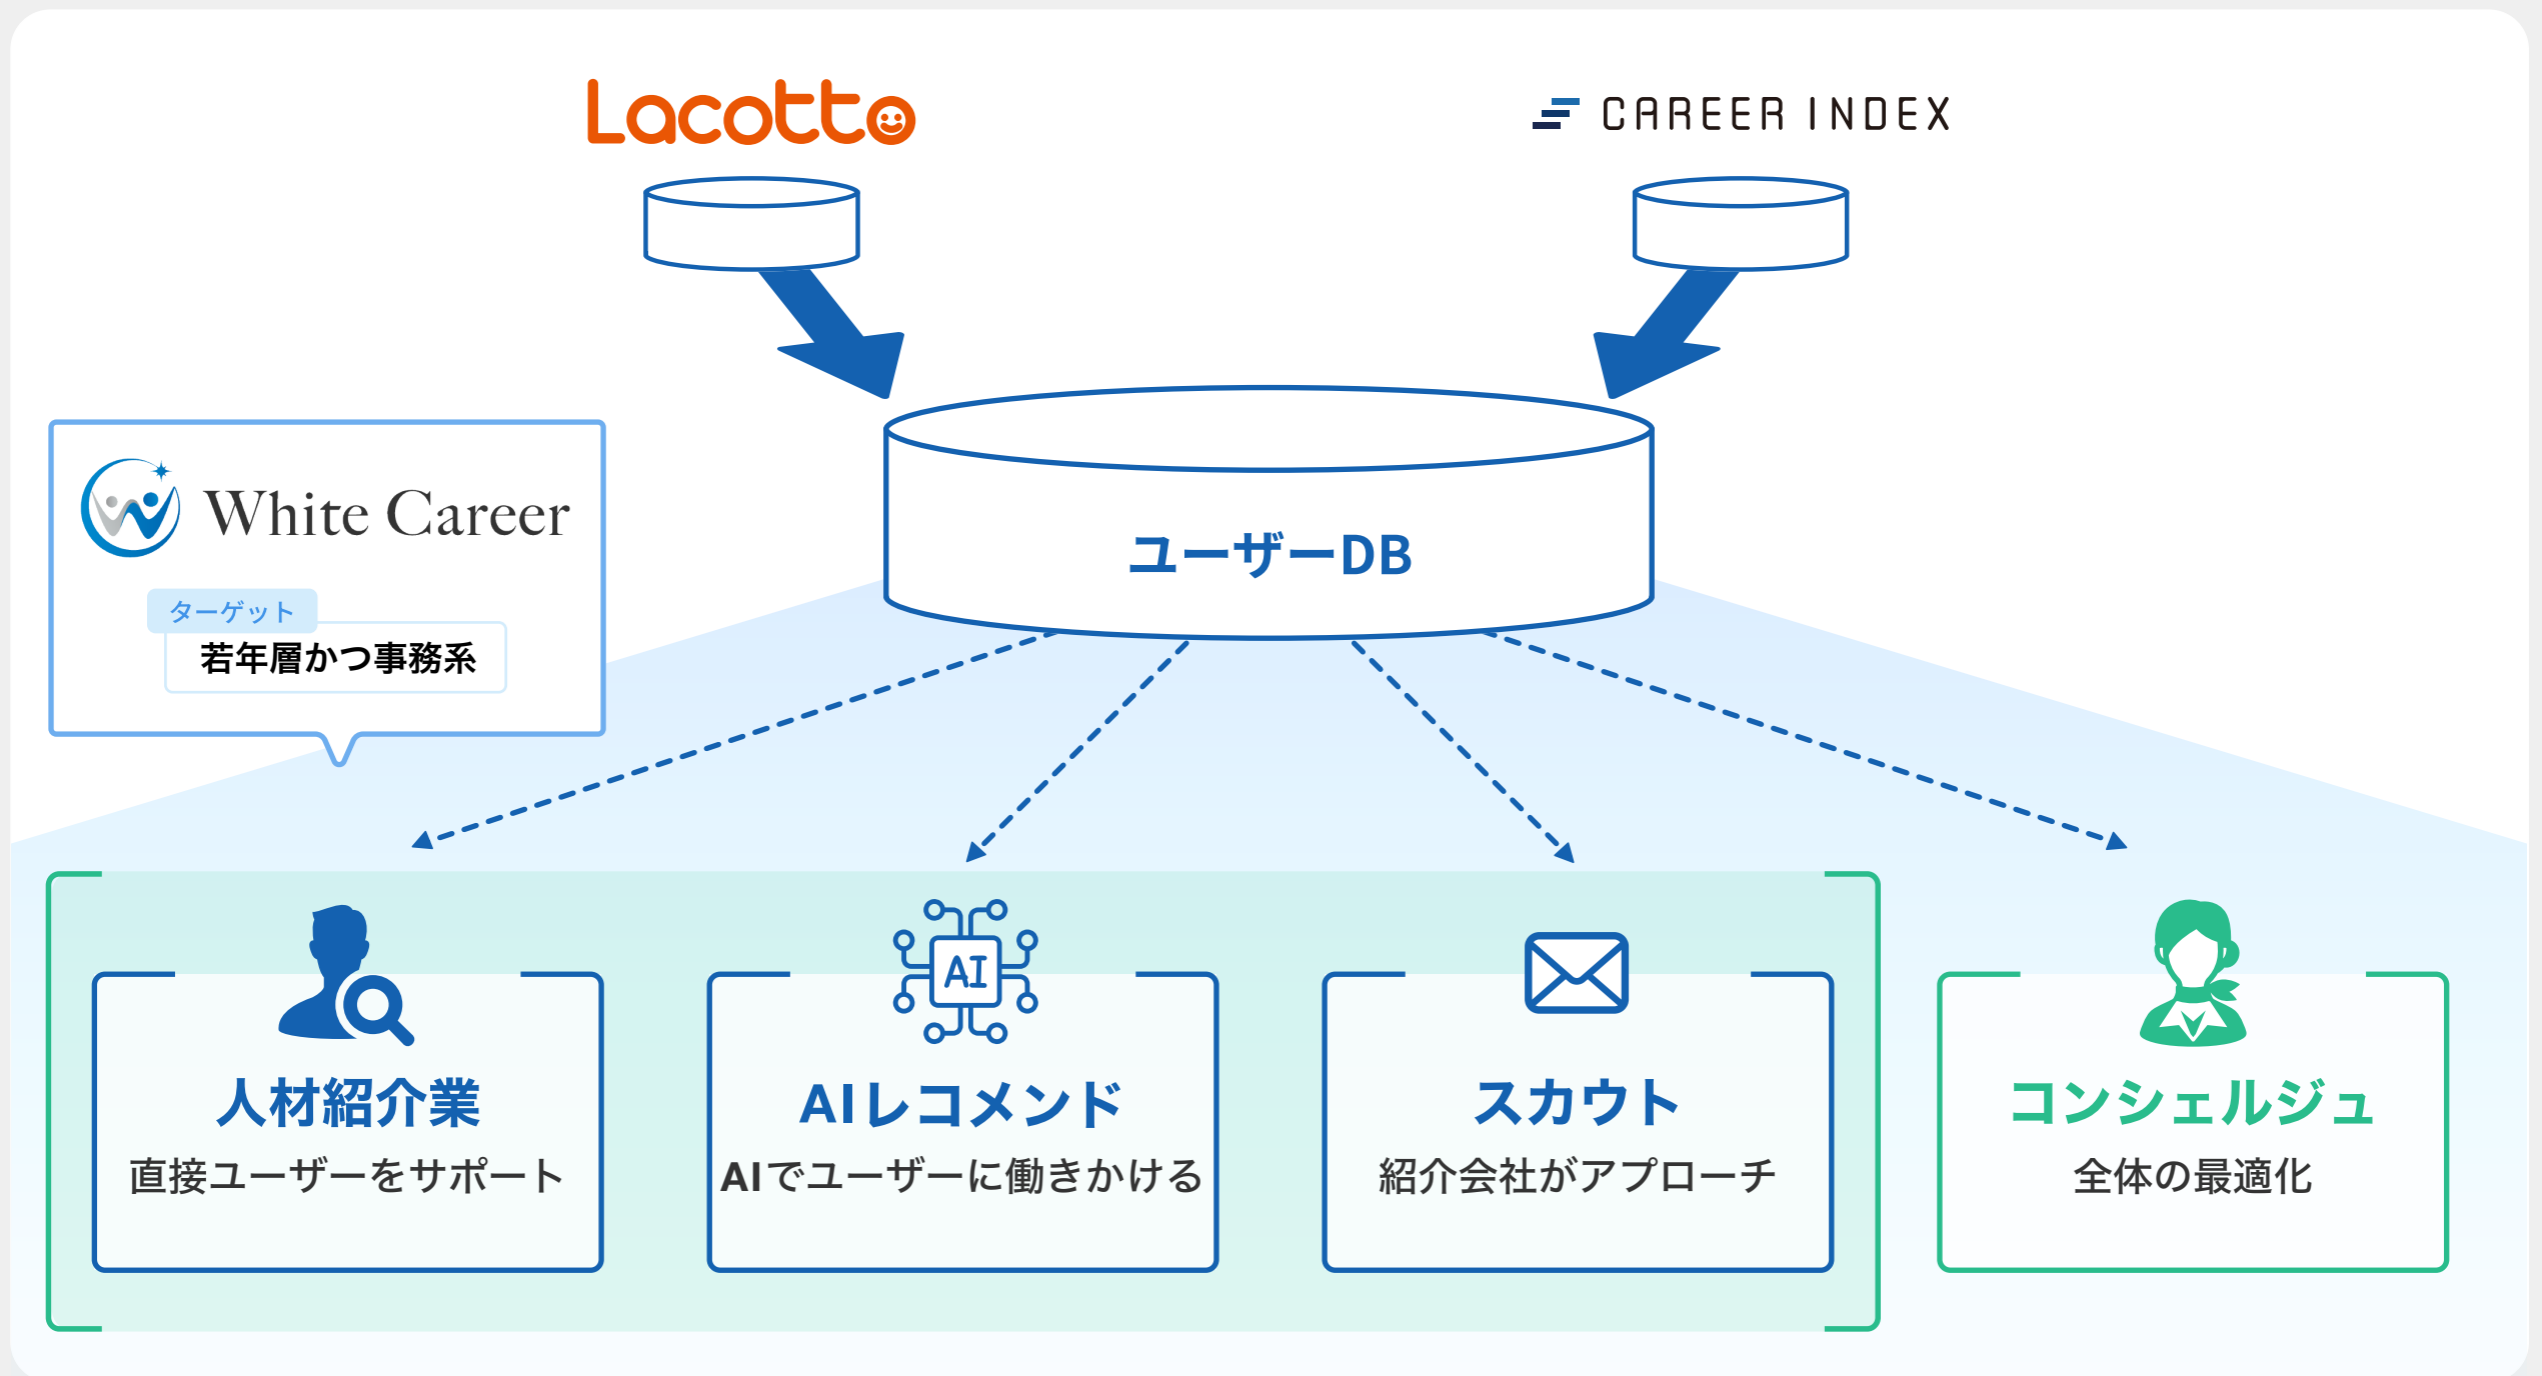 Lacotto
CAREER INDEX
White Career
ターゲット
若年層かつ事務系
ユーザーDB
人材紹介業
直接ユーザーをサポート
AI
AIレコメンド
AIでユーザーに働きかける
スカウト
紹介会社がアプローチ
コンシェルジュ
全体の最適化